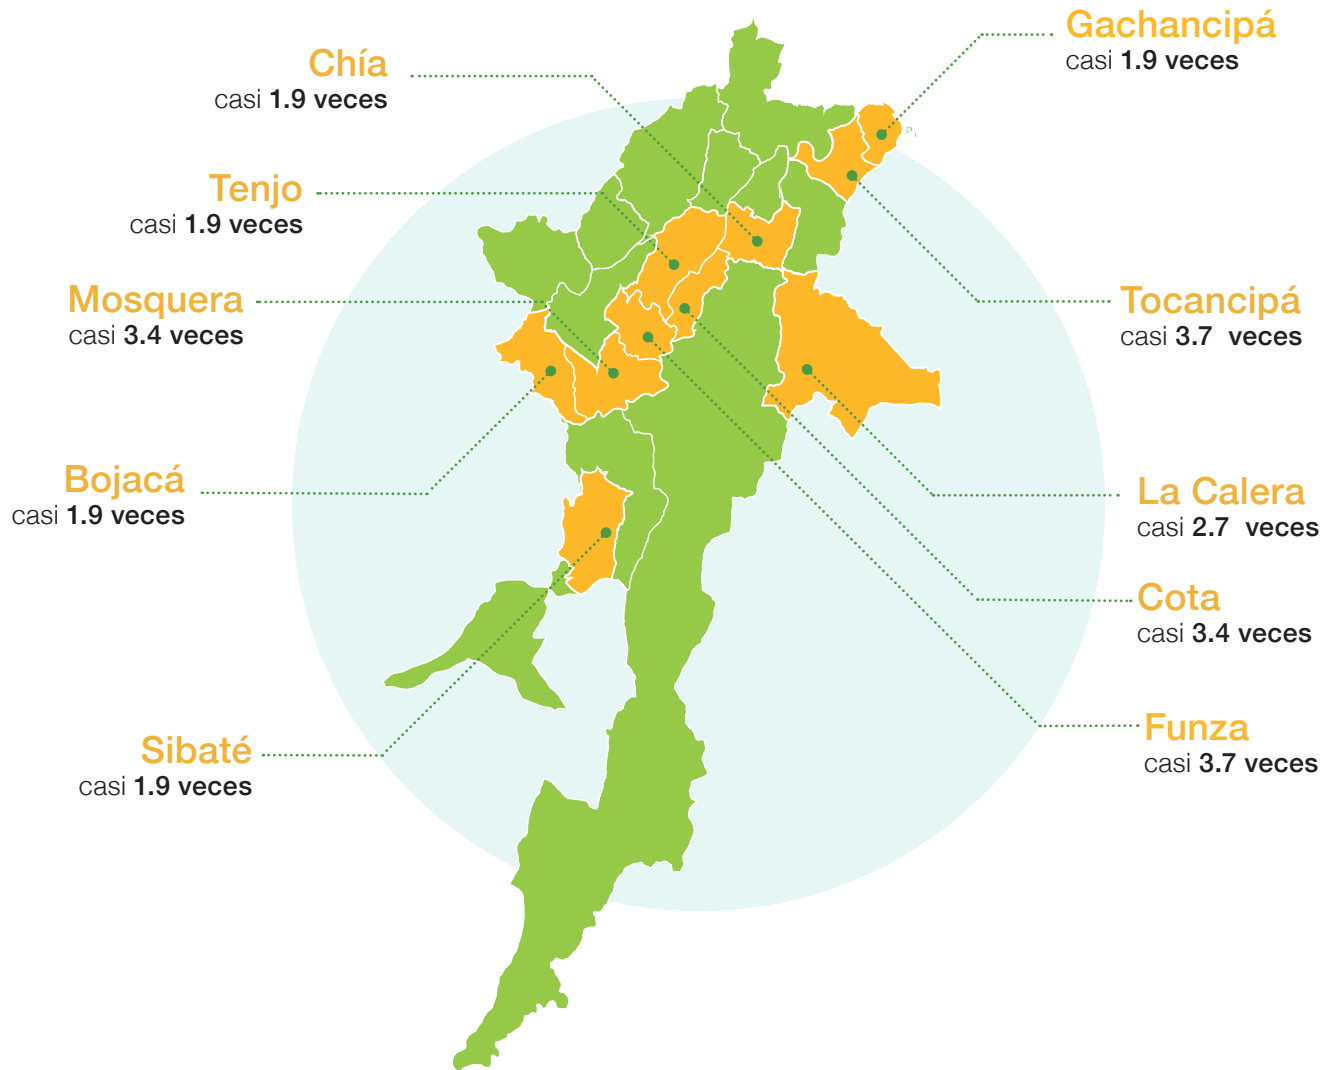 Gachancipá
casi 1.9 veces
Chía
casi 1.9 veces
Tenjo
casi 1.9 veces
Mosquera
casi 3.4 veces
Tocancipá
casi 3.7 veces
Bojacá
casi 1.9 veces
La Calera
casi 2.7 veces
Cota
casi 3.4 veces
Funza
casi 3.7 veces
Sibaté
casi 1.9 veces